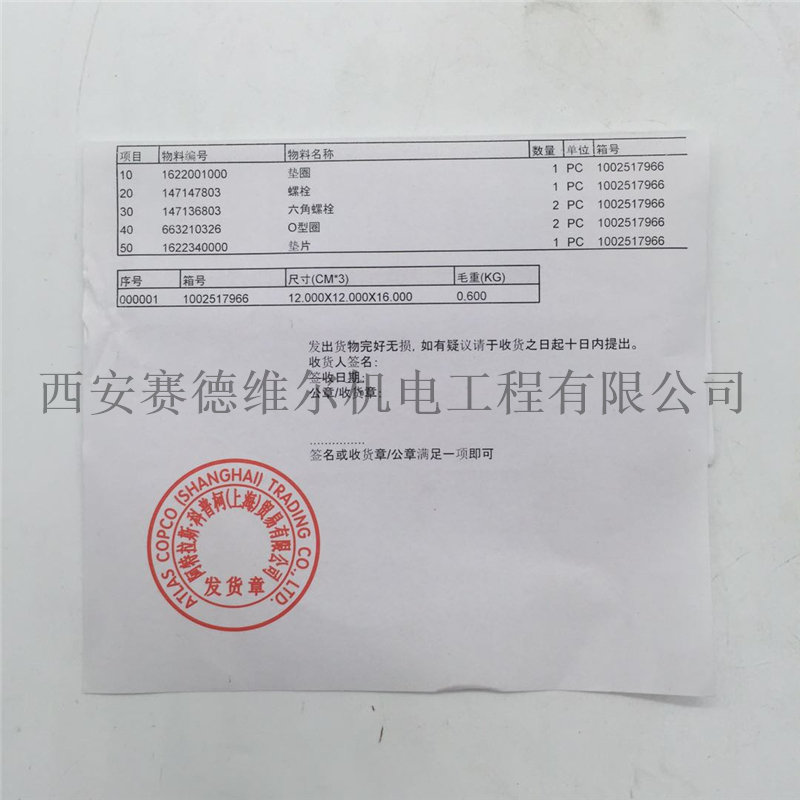 项目 物料编号 物料名称 数量 单位 箱号
10 1622001000 垫圈 1 PC 1002517966
20 147147803 螺栓 1 PC 1002517966
30 147136803 六角螺栓 2 PC 1002517966
40 663210326 O型圈 2 PC 1002517966
50 1622340000 垫片 1 PC 1002517966
序号 箱号 尺寸(CM*3) 毛重(KG)
000001 1002517966 12.000X12.000X16.000 0.600
发出货物完好无损, 如有疑议请于收货之日起十日内提出。
收货人签名:
签收日期:
公章/收货章:
西安赛德维尔机电工程有限公司
...............
签名或收货章/公章满足一项即可
ATLAS COPCO (SHANGHAI) TRADING CO., LTD.
阿特拉斯·科普柯(上海)贸易有限公司
发货章